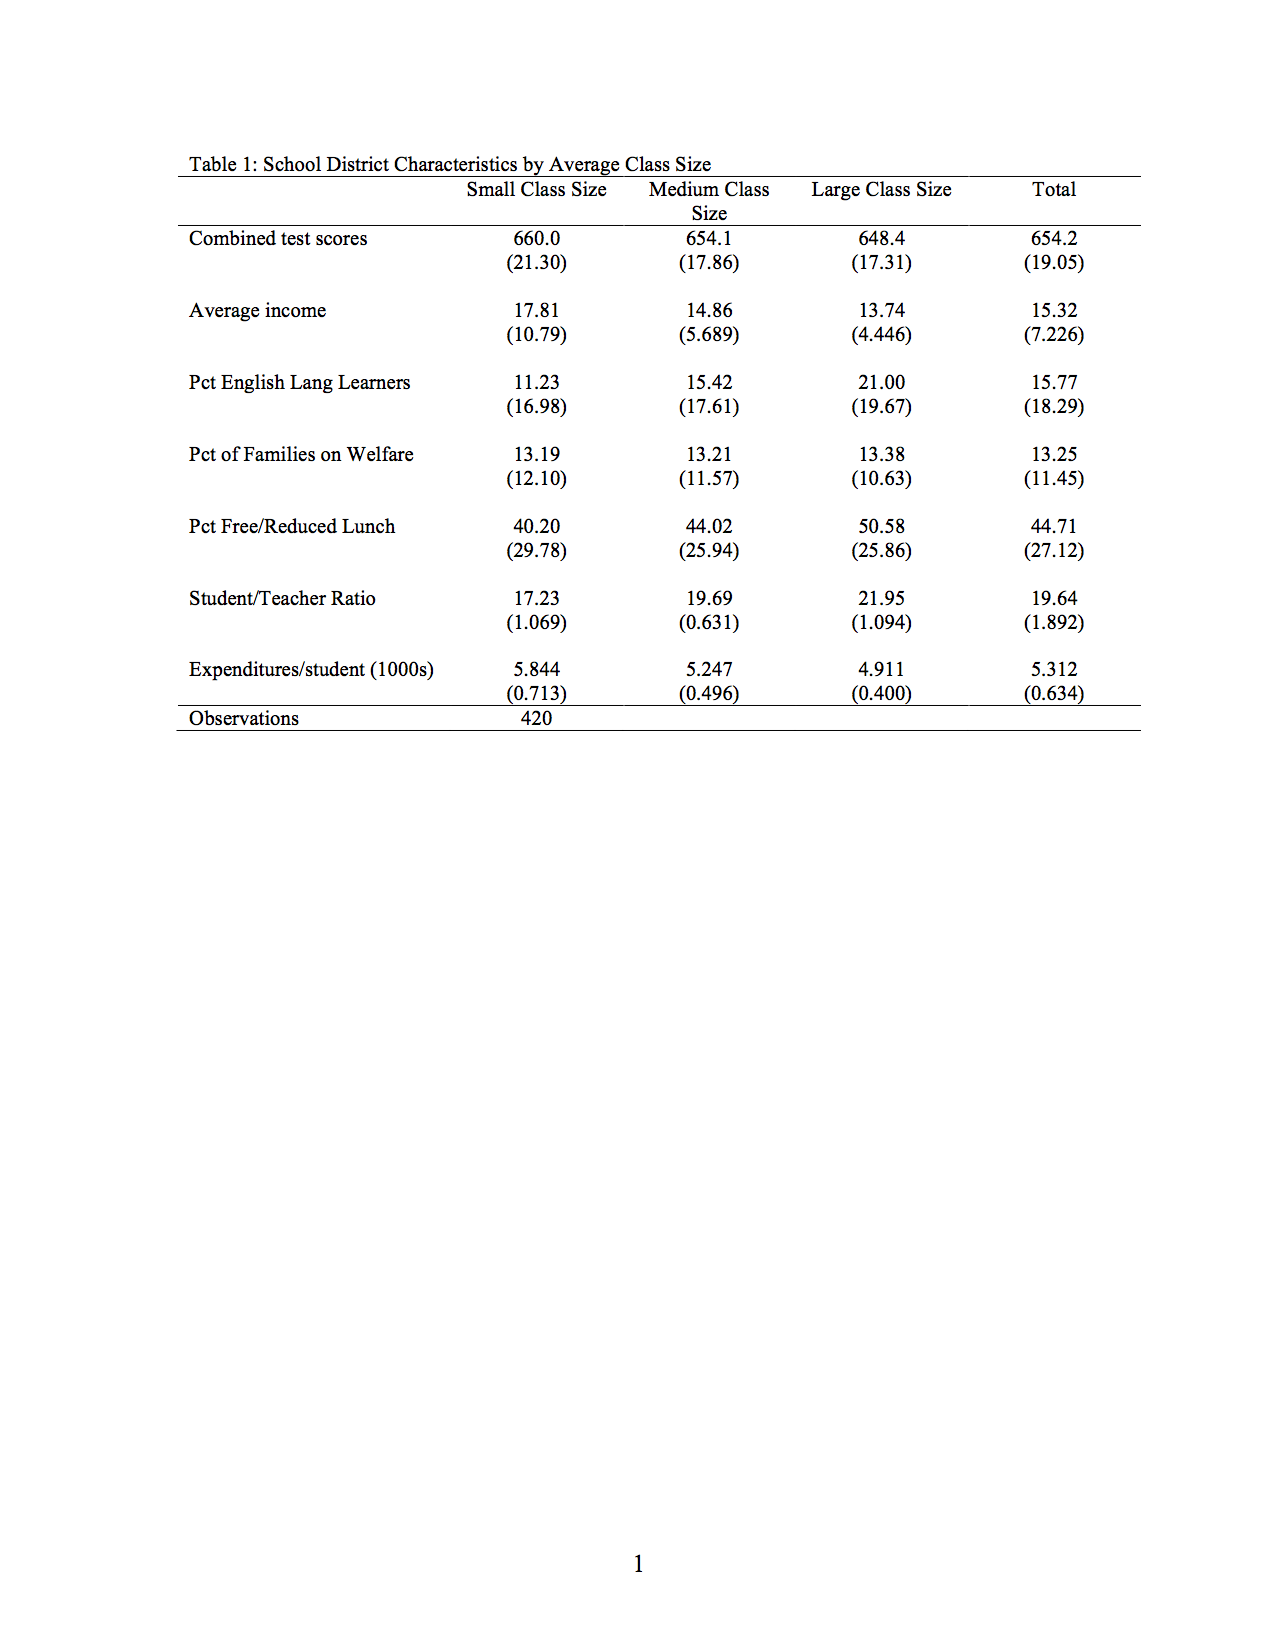 Table 1: School District Characteristics by Average Class Size
Small Class Size Medium Class Large Class Size Total
Size
Combined test scores 660.0 654.1 648.4 654.2
(21.30) (17.86) (17.31) (19.05)
Average income 17.81 14.86 13.74 15.32
(10.79) (5.689) (4.446) (7.226)
Pct English Lang Learners 11.23 15.42 21.00 15.77
(16.98) (17.61) (19.67) (18.29)
Pct of Families on Welfare 13.19 13.21 13.38 13.25
(12.10) (11.57) (10.63) (11.45)
Pct Free/Reduced Lunch 40.20 44.02 50.58 44.71
(29.78) (25.94) (25.86) (27.12)
Student/Teacher Ratio 17.23 19.69 21.95 19.64
(1.069) (0.631) (1.094) (1.892)
Expenditures/student (1000s) 5.844 5.247 4.911 5.312
(0.713) (0.496) (0.400) (0.634)
Observations 420
1